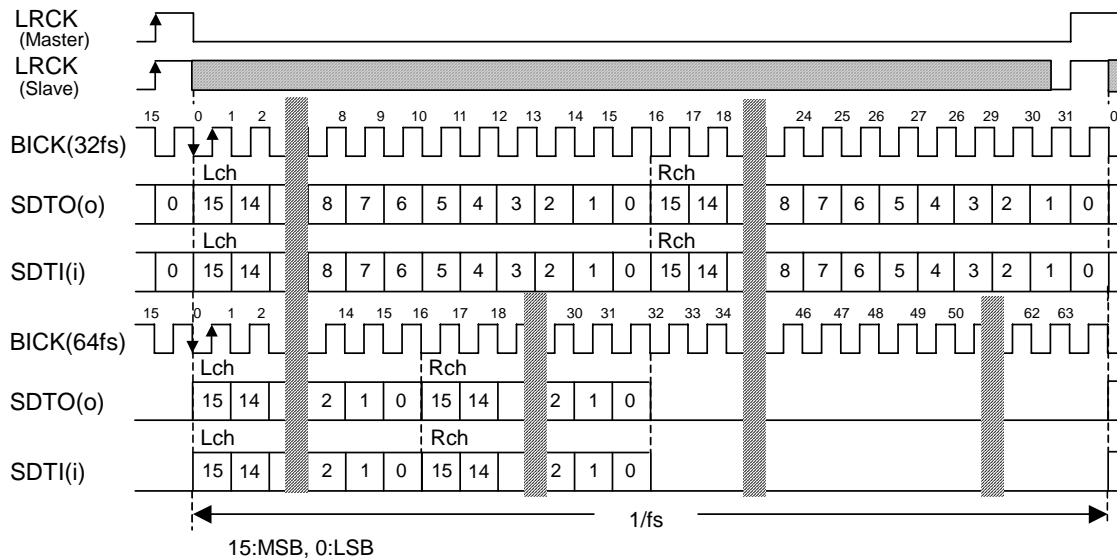 LRCK
(Master)
LRCK
(Slave)
15 0 1 2 8 9 10 11 12 13 14 15 16 17 18 24 25 26 26 28 26 29 30 31 0
BICK(32fs)
Lch Rch
SDTO(o) 0 15 14 8 7 6 5 4 3 2 1 0 15 14 8 7 6 5 4 3 2 1 0
Lch Rch
SDTI(i) 0 15 14 8 7 6 5 4 3 2 1 0 15 14 8 7 6 5 4 3 2 1 0
15 0 1 2 14 15 16 17 18 30 31 32 33 34 46 47 48 49 50 62 63
BICK(64fs)
Lch Rch
SDTO(o) 15 14 2 1 0 15 14 2 1 0
Lch Rch
SDTI(i) 15 14 2 1 0 15 14 2 1 0
1/fs
15:MSB, 0:LSB